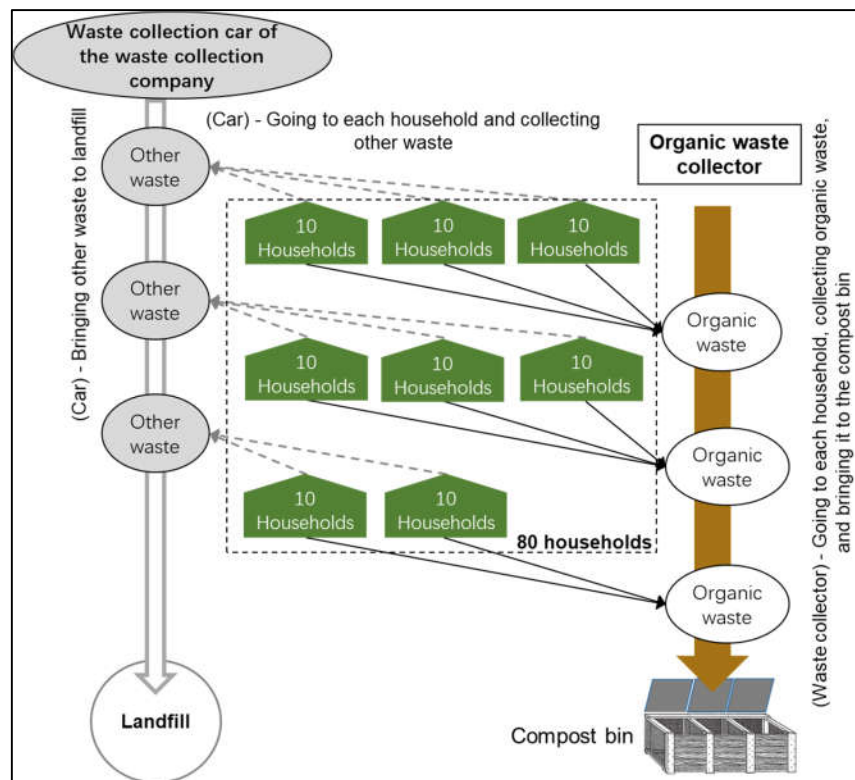 Waste collection car of
the waste collection
company
(Car) - Going to each household and collecting
other waste
Organic waste
collector
(Car) - Bringing other waste to landfill
(Waste collector) - Going to each household, collecting organic waste,
and bringing it to the compost bin
Other
waste
10
Households
10
Households
10
Households
Organic
waste
Other
waste
10
Households
10
Households
10
Households
Organic
waste
Other
waste
10
Households
10
Households
80 households
Organic
waste
Landfill
Compost bin